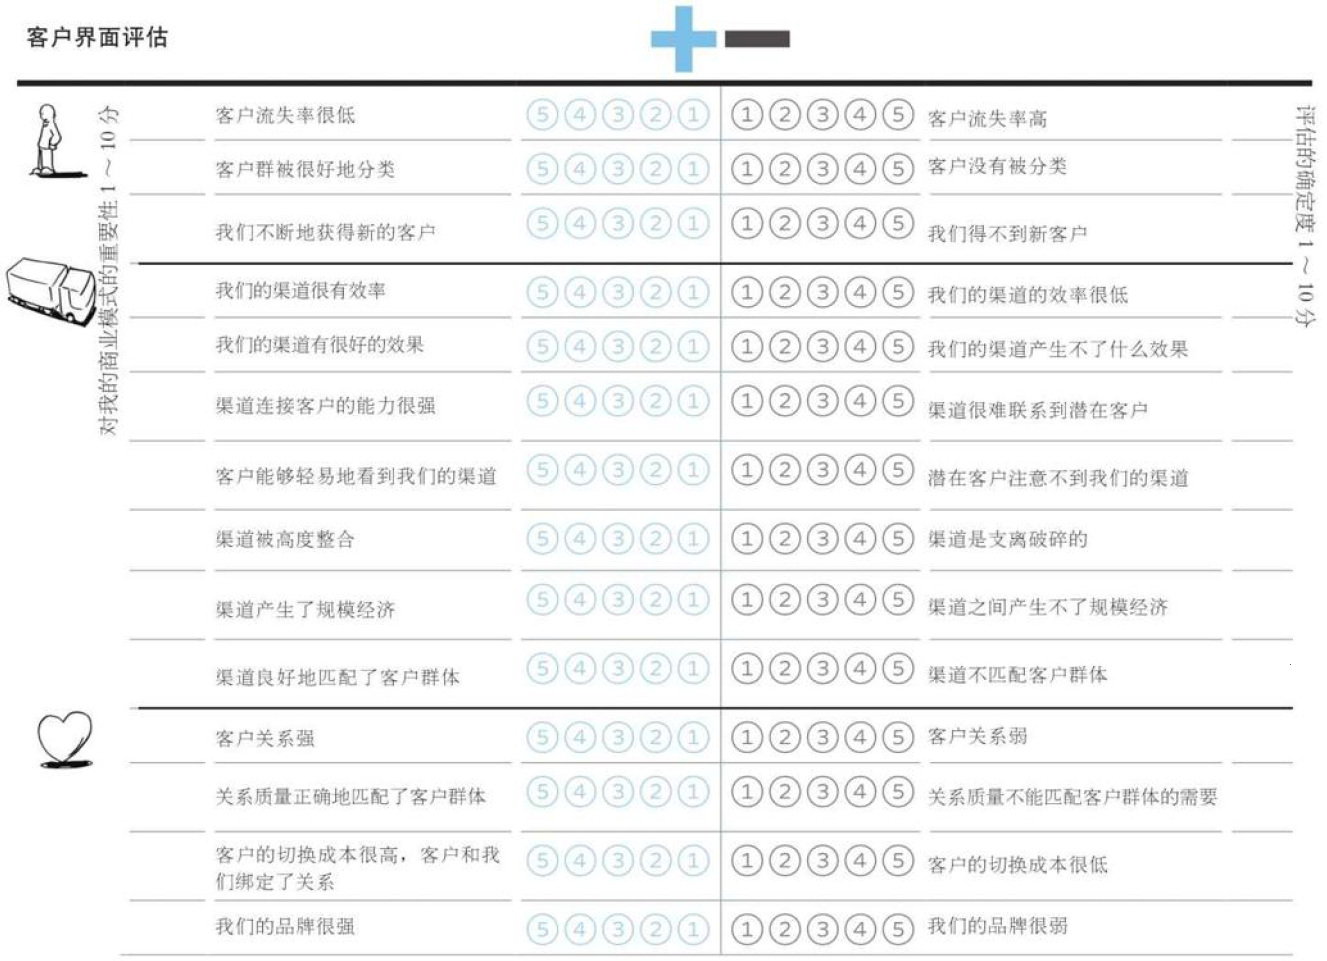 客户界面评估
对我的商业模式的重要性 1～10 分
评估的确定度 1～10 分
客户流失率很低 ⑤④③②① ①②③④⑤ 客户流失率高
客户群被很好地分类 ⑤④③②① ①②③④⑤ 客户没有被分类
我们不断地获得新的客户 ⑤④③②① ①②③④⑤ 我们得不到新客户
我们的渠道很有效率 ⑤④③②① ①②③④⑤ 我们的渠道的效率很低
我们的渠道有很好的效果 ⑤④③②① ①②③④⑤ 我们的渠道产生不了什么效果
渠道连接客户的能力很强 ⑤④③②① ①②③④⑤ 渠道很难联系到潜在客户
客户能够轻易地看到我们的渠道 ⑤④③②① ①②③④⑤ 潜在客户注意不到我们的渠道
渠道被高度整合 ⑤④③②① ①②③④⑤ 渠道是支离破碎的
渠道产生了规模经济 ⑤④③②① ①②③④⑤ 渠道之间产生不了规模经济
渠道良好地匹配了客户群体 ⑤④③②① ①②③④⑤ 渠道不匹配客户群体
客户关系强 ⑤④③②① ①②③④⑤ 客户关系弱
关系质量正确地匹配了客户群体 ⑤④③②① ①②③④⑤ 关系质量不能匹配客户群体的需要
客户的切换成本很高，客户和我
们绑定了关系 ⑤④③②① ①②③④⑤ 客户的切换成本很低
我们的品牌很强 ⑤④③②① ①②③④⑤ 我们的品牌很弱